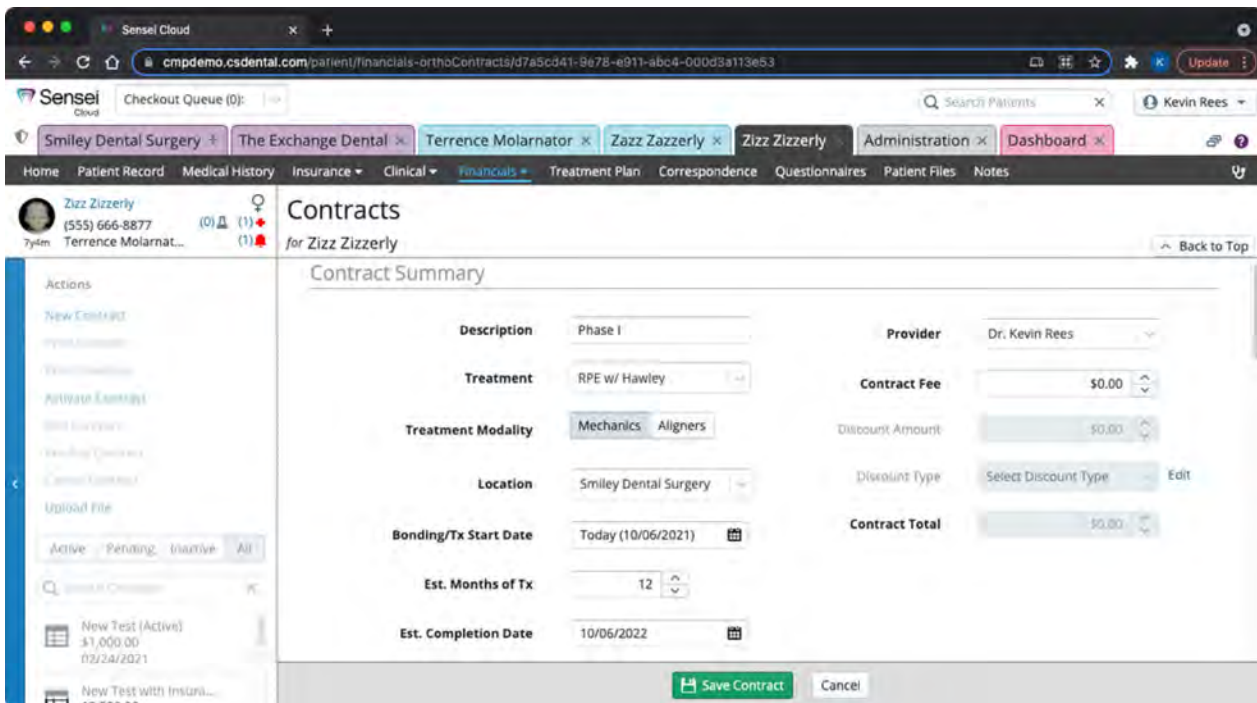 Sensei Cloud
cmpdemo.csdental.com/patient/financials-orthoContracts/d7a5cd41-9e78-e911-abc4-000d3a113e53
Update
Sensei Cloud
Checkout Queue (0):
Search Patients
Kevin Rees
Smiley Dental Surgery
The Exchange Dental
Terrence Molarnator
Zazz Zazzerly
Zizz Zizzerly
Administration
Dashboard
Home Patient Record Medical History Insurance Clinical Financials Treatment Plan Correspondence Questionnaires Patient Files Notes
Zizz Zizzerly
(555) 666-8877 (0) (1)
7y4m Terrence Molarnat... (1)
Contracts
for Zizz Zizzerly
Back to Top
Actions
New Contract
Activate Contract
Upload File
Active Pending Inactive All
New Test (Active)
$1,000.00
02/24/2021
New Test with Insura...
Contract Summary
Description Phase I
Treatment RPE w/ Hawley
Treatment Modality Mechanics Aligners
Location Smiley Dental Surgery
Bonding/Tx Start Date Today (10/06/2021)
Est. Months of Tx 12
Est. Completion Date 10/06/2022
Provider Dr. Kevin Rees
Contract Fee $0.00
Discount Amount $0.00
Discount Type Select Discount Type Edit
Contract Total $0.00
Save Contract Cancel